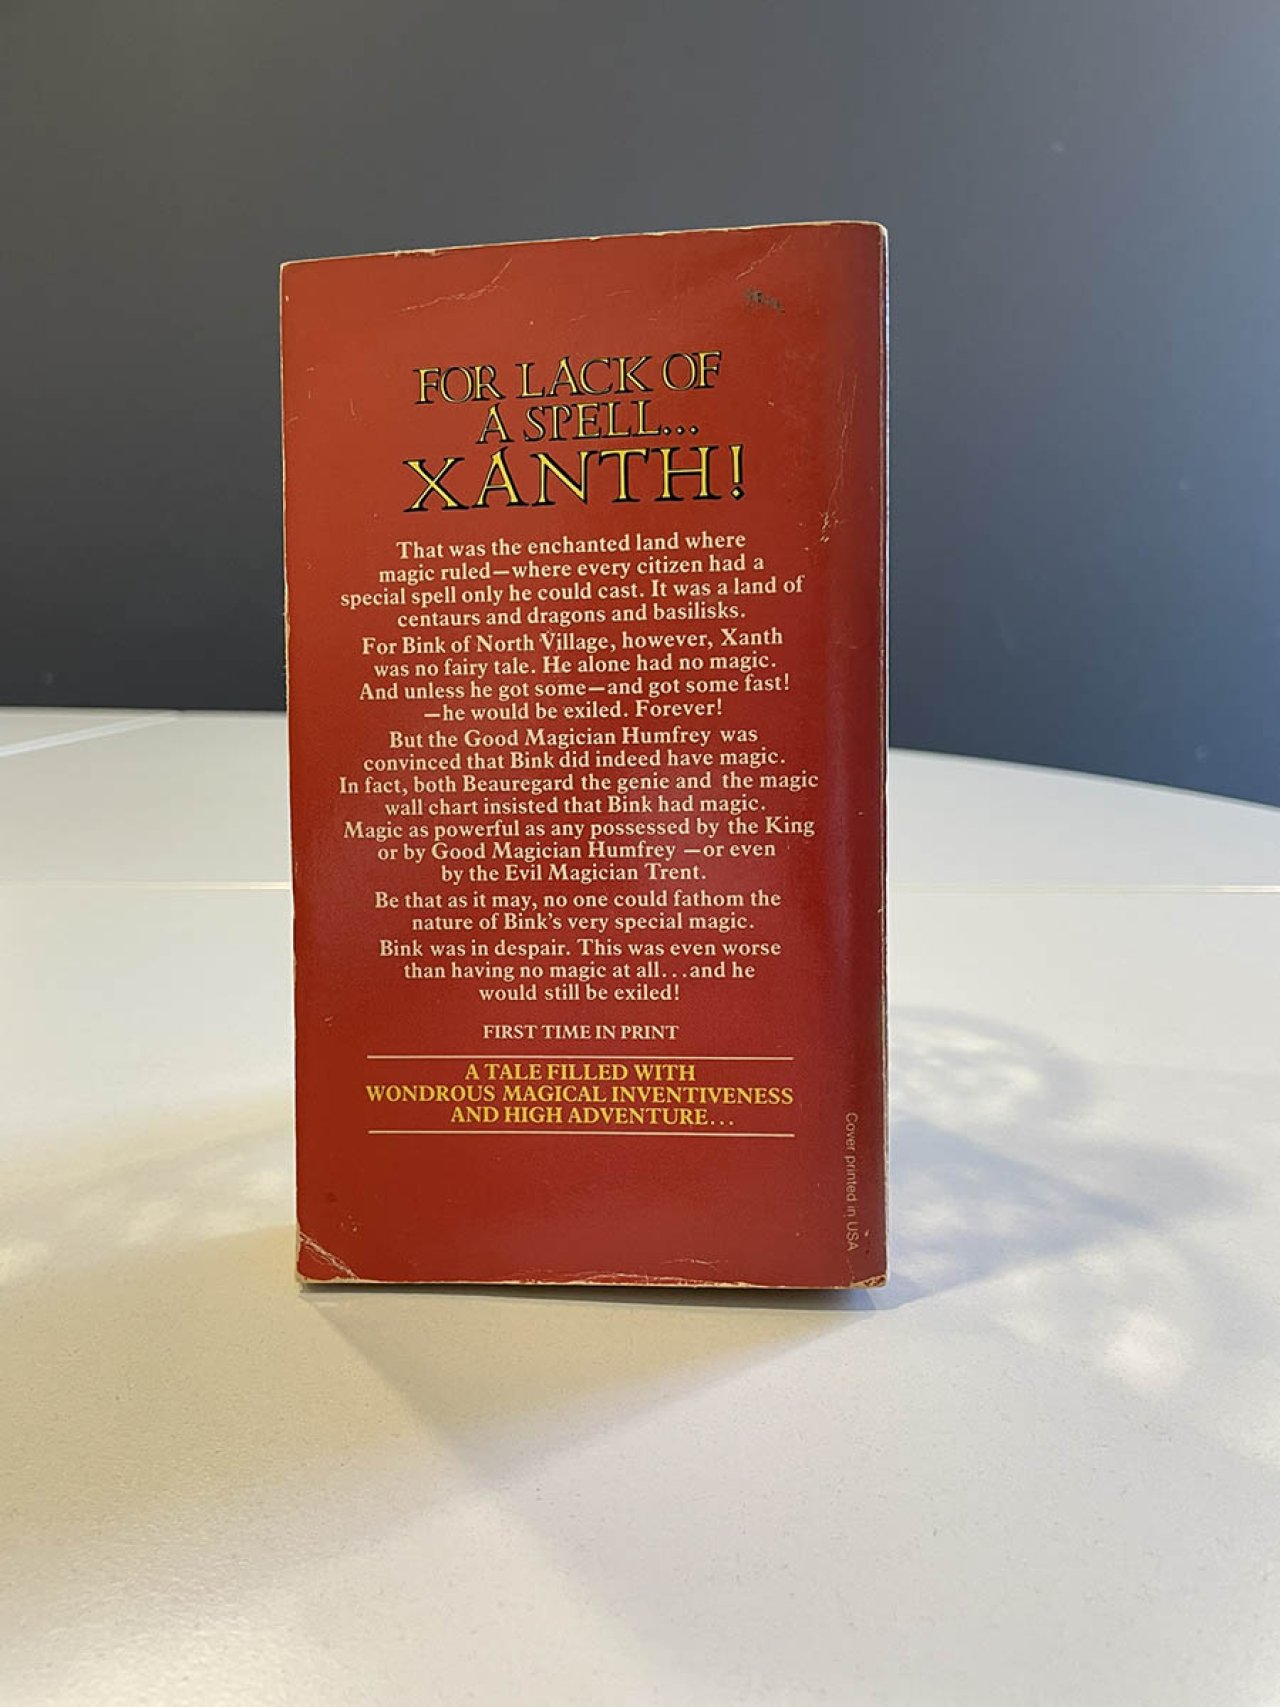 FOR LACK OF
A SPELL...
XANTH!
That was the enchanted land where
magic ruled—where every citizen had a
special spell only he could cast. It was a land of
centaurs and dragons and basilisks.
For Bink of North Village, however, Xanth
was no fairy tale. He alone had no magic.
And unless he got some—and got some fast!
—he would be exiled. Forever!
But the Good Magician Humfrey was
convinced that Bink did indeed have magic.
In fact, both Beauregard the genie and the magic
wall chart insisted that Bink had magic.
Magic as powerful as any possessed by the King
or by Good Magician Humfrey —or even
by the Evil Magician Trent.
Be that as it may, no one could fathom the
nature of Bink's very special magic.
Bink was in despair. This was even worse
than having no magic at all...and he
would still be exiled!
FIRST TIME IN PRINT
A TALE FILLED WITH
WONDROUS MAGICAL INVENTIVENESS
AND HIGH ADVENTURE...
Cover printed in USA